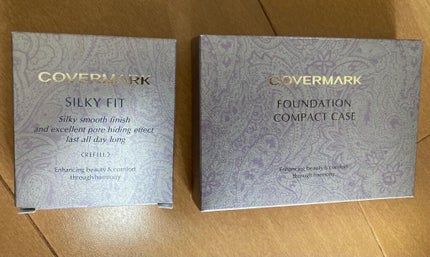 COVERMARK
SILKY FIT
Silky smooth finish
and excellent pore hiding effect
last all day long
(REFILL)
Enhancing beauty & comfort
through harmony
COVERMARK
FOUNDATION
COMPACT CASE
Enhancing beauty & comfort
through harmony